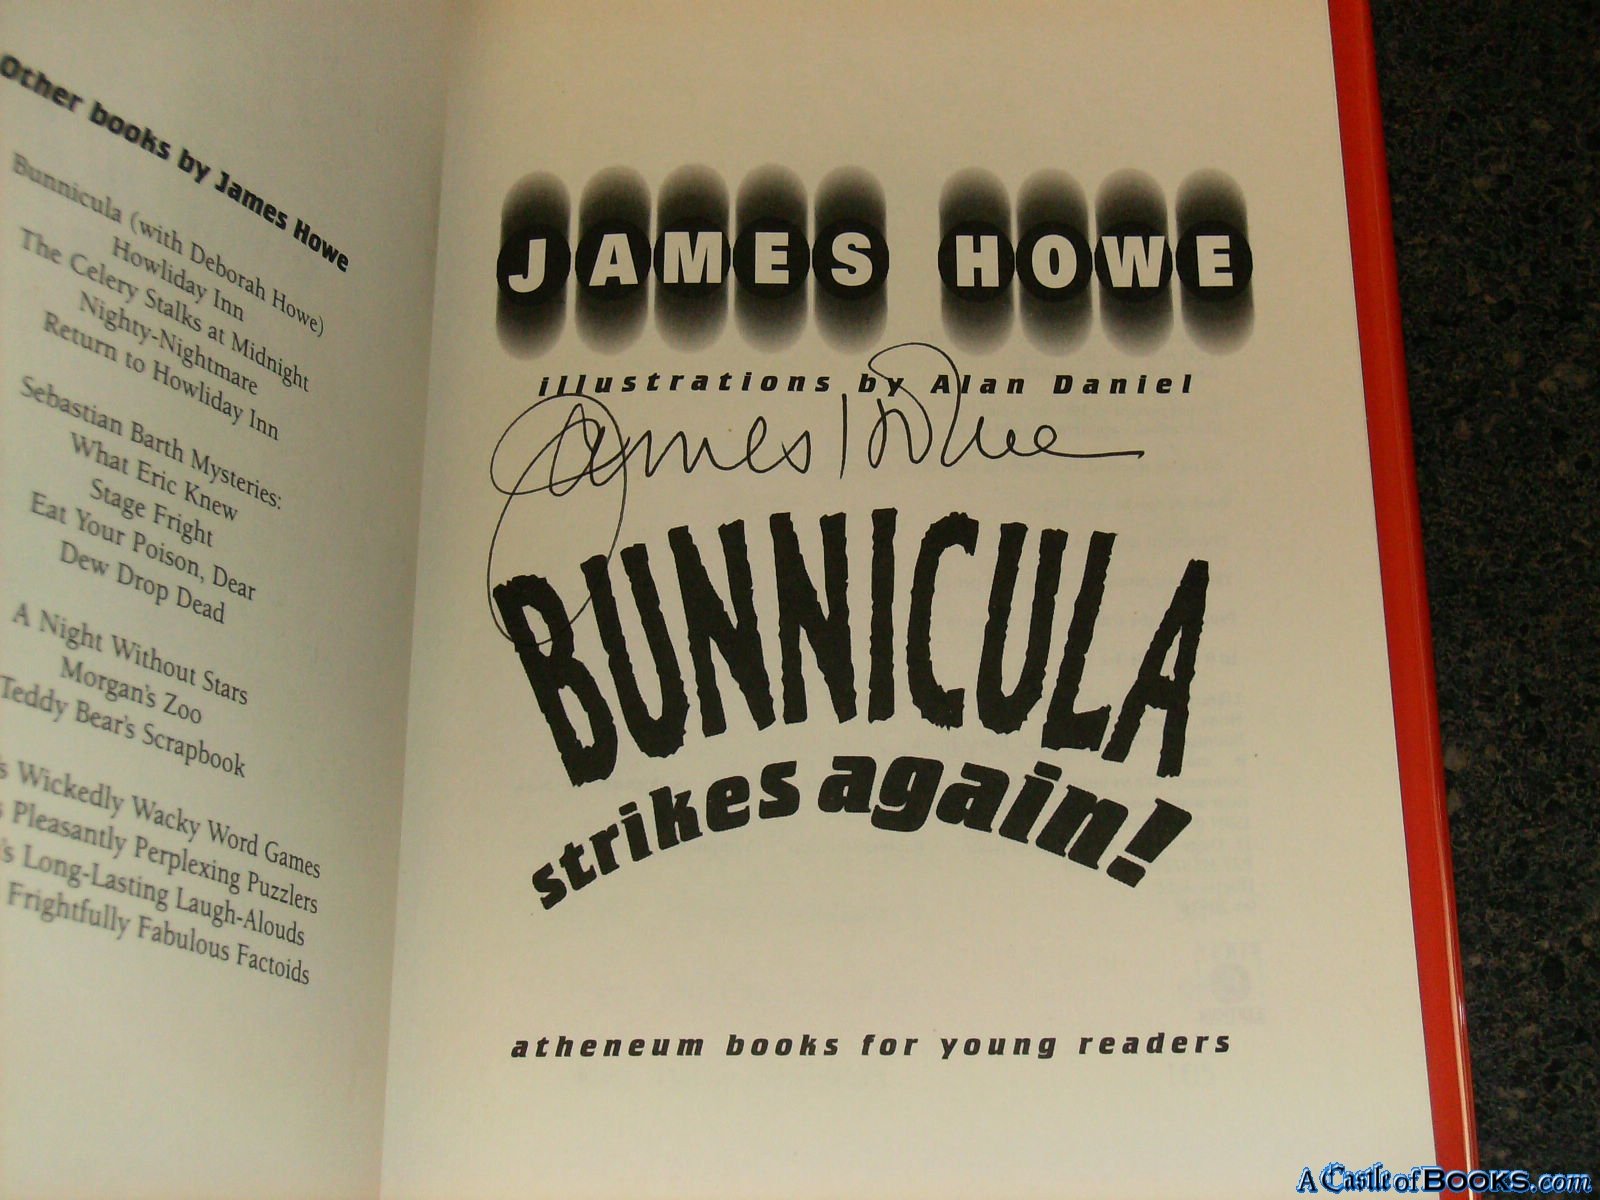 Other books by James Howe
Bunnicula (with Deborah Howe)
Howliday Inn
The Celery Stalks at Midnight
Nighty-Nightmare
Return to Howliday Inn
Sebastian Barth Mysteries:
What Eric Knew
Stage Fright
Eat Your Poison, Dear
Dew Drop Dead
A Night Without Stars
Morgan's Zoo
Teddy Bear's Scrapbook
Wickedly Wacky Word Games
Pleasantly Perplexing Puzzlers
Long-Lasting Laugh-Alouds
Frightfully Fabulous Factoids
JAMES HOWE
illustrations by Alan Daniel
James Howe
BUNNICULA
strikes again!
atheneum books for young readers
A Castle of BOOKS.com